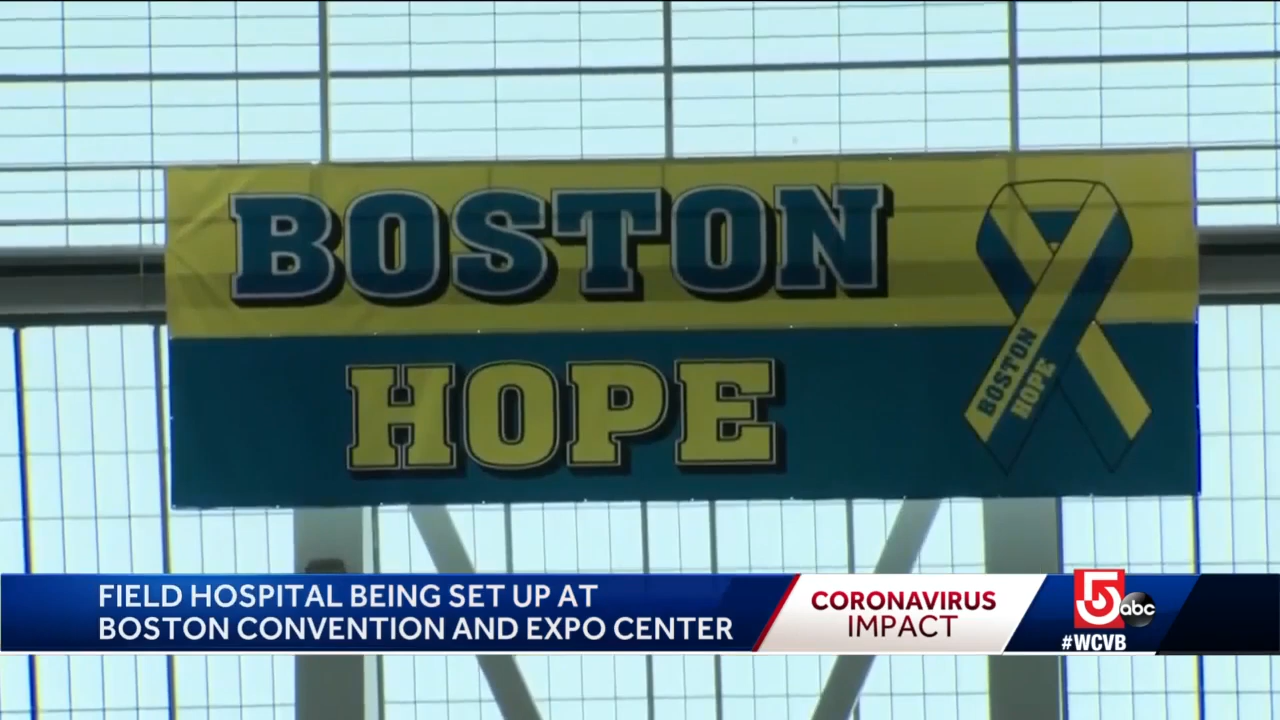 BOSTON
HOPE
BOSTON
HOPE
FIELD HOSPITAL BEING SET UP AT
BOSTON CONVENTION AND EXPO CENTER
CORONAVIRUS
IMPACT
5
abc
#WCVB